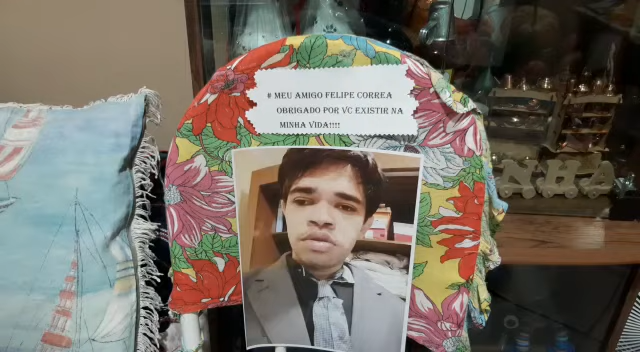 # MEU AMIGO FELIPE CORREA
OBRIGADO POR VC EXISTIR NA
MINHA VIDA!!!!
NHA